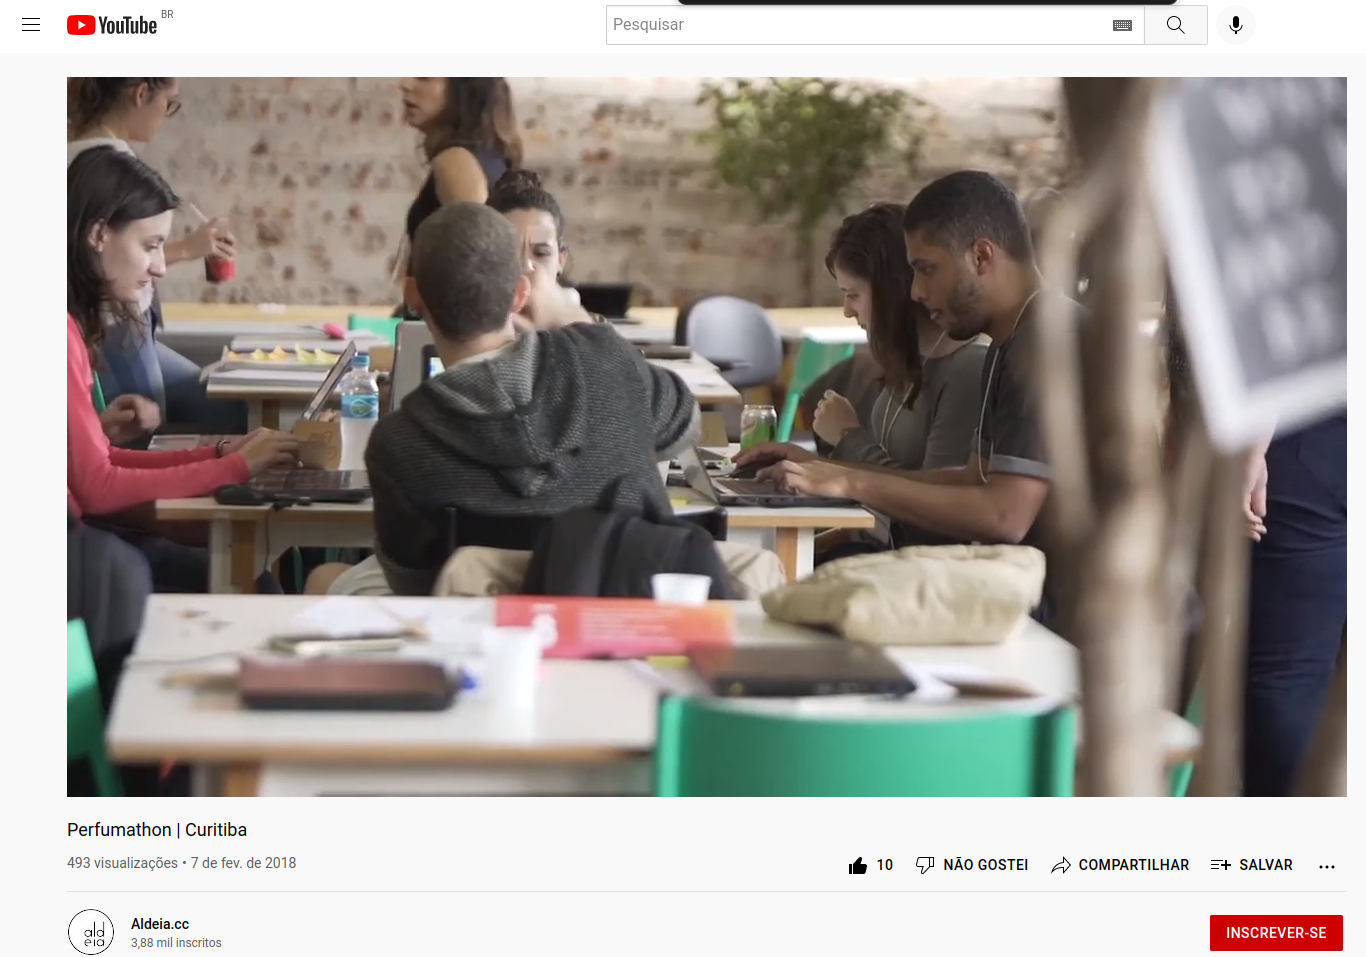 YouTube BR
Pesquisar
Perfumathon | Curitiba
493 visualizações • 7 de fev. de 2018
10 NÃO GOSTEI COMPARTILHAR SALVAR ...
ald
eia
Aldeia.cc
3,88 mil inscritos
INSCREVER-SE